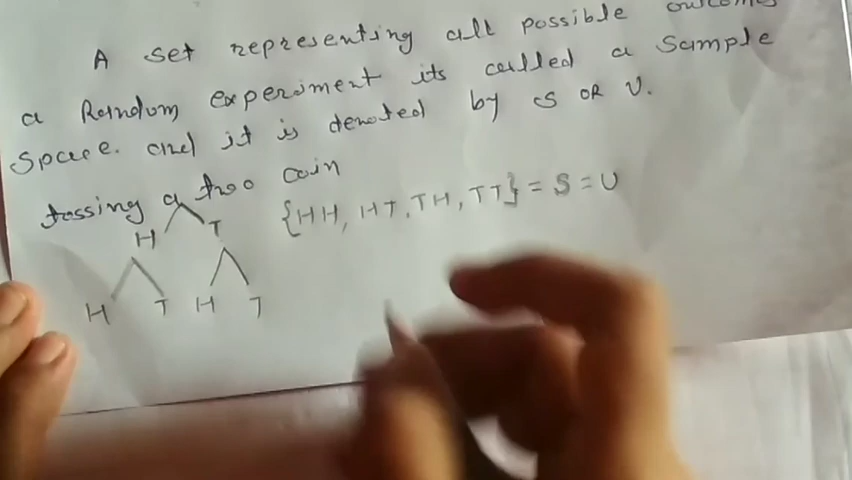 A set representing all possible outcomes
a Random experiment its called a sample
space. and it is denoted by S OR U.
tossing a two coin
{HH, HT, TH, TT} = S = U
H T
H T H T